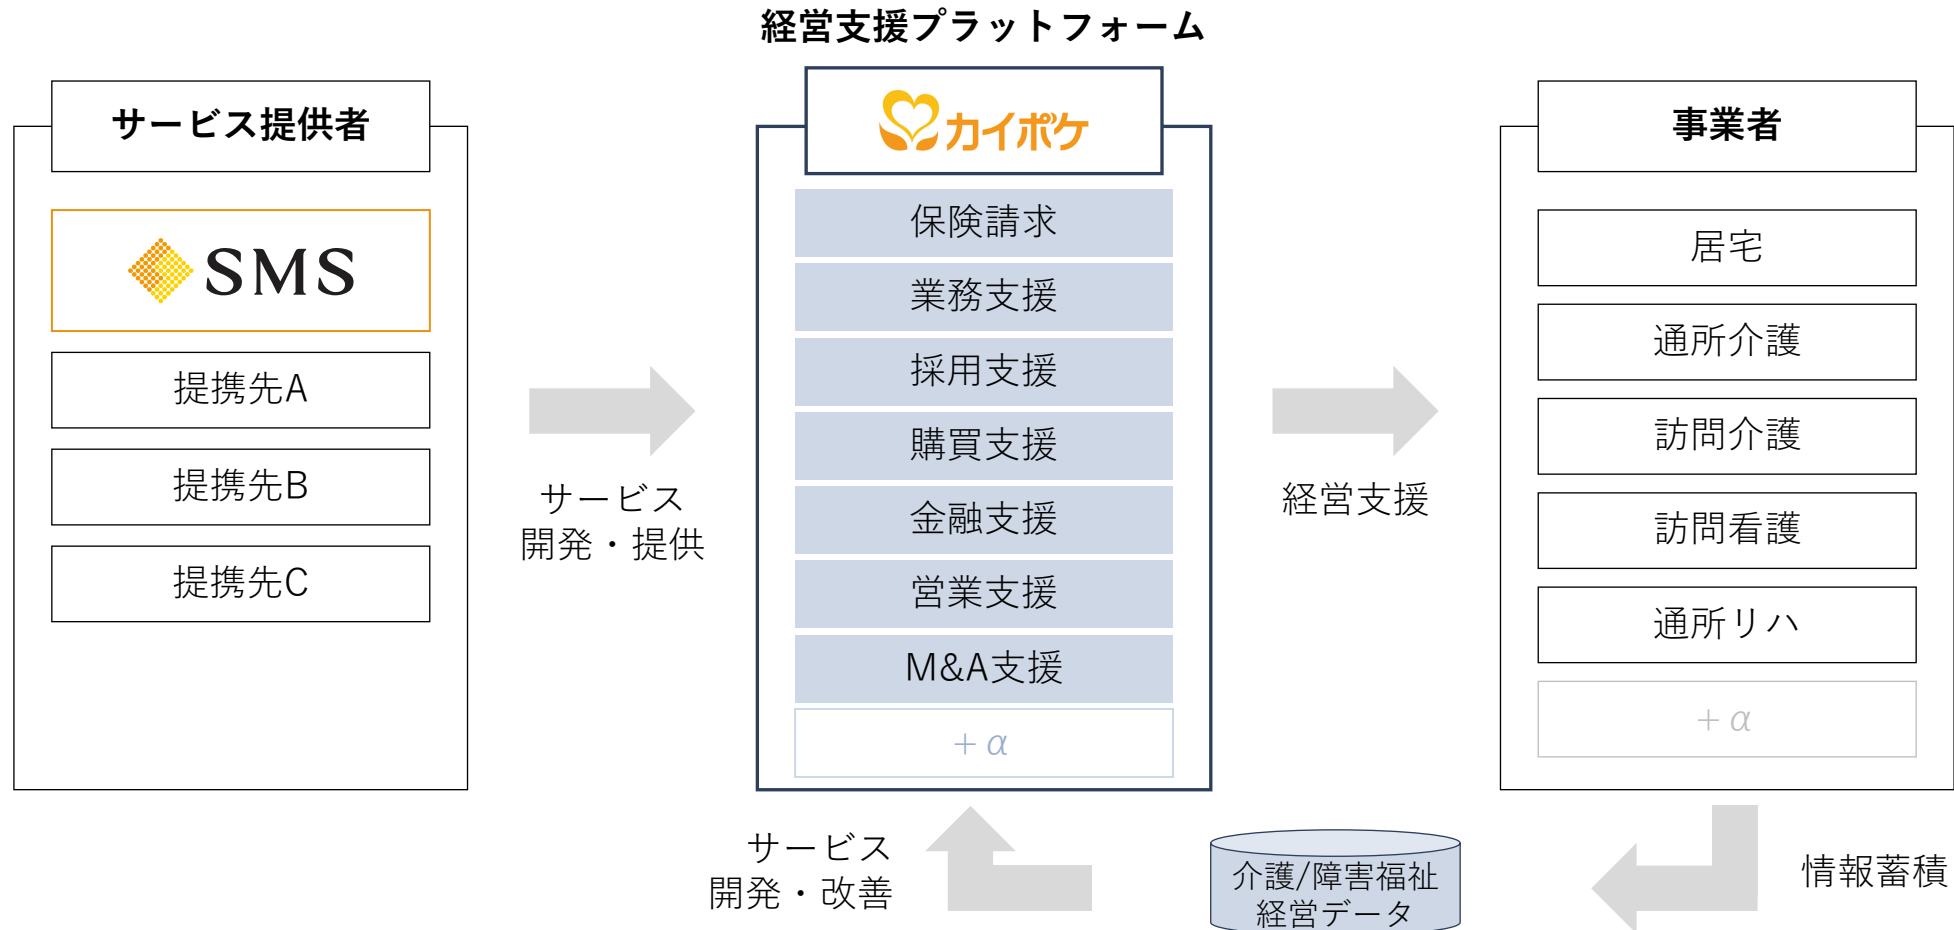 経営支援プラットフォーム
サービス提供者
SMS
提携先A
提携先B
提携先C
サービス
開発・提供
カイポケ
保険請求
業務支援
採用支援
購買支援
金融支援
営業支援
M&A支援
+α
経営支援
事業者
居宅
通所介護
訪問介護
訪問看護
通所リハ
+α
情報蓄積
介護/障害福祉
経営データ
サービス
開発・改善